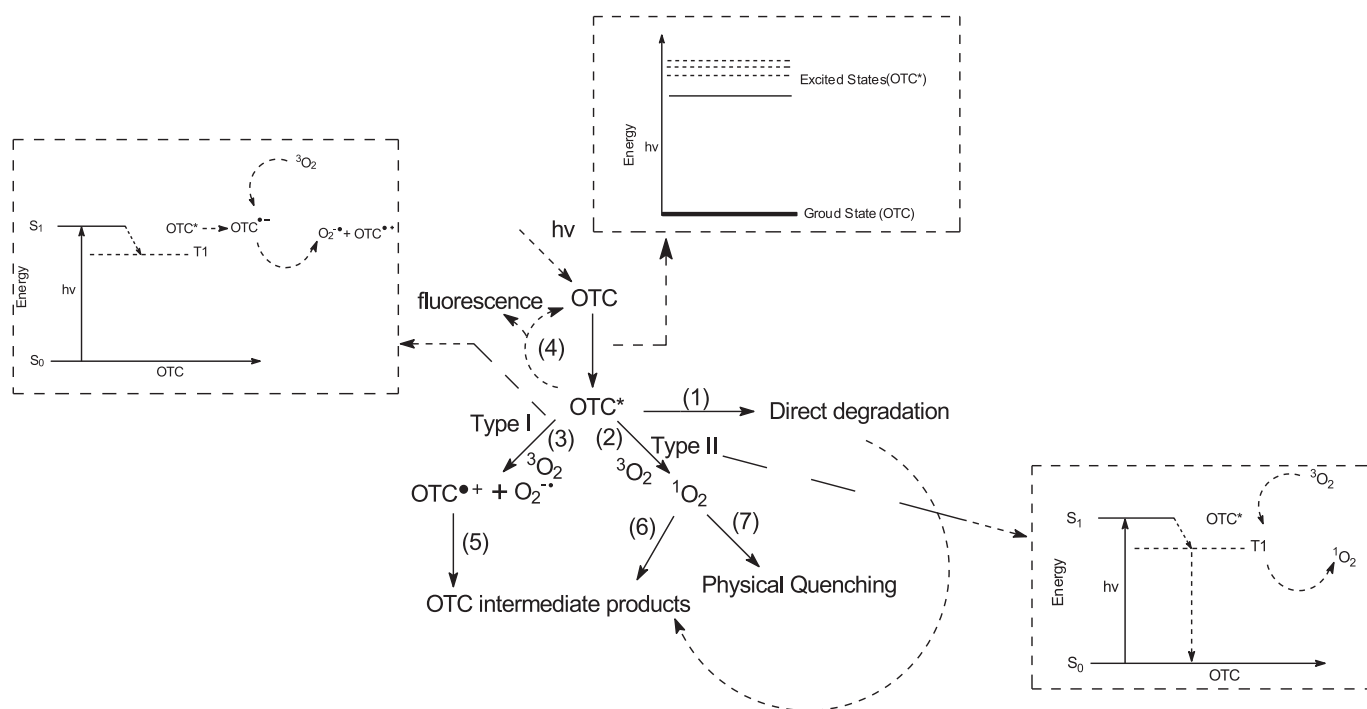 Energy
hv
Excited States(OTC*)
Groud State (OTC)
³O₂
S₁
OTC*
OTC•−
O₂−• + OTC•+
T1
Energy
hv
S₀
OTC
hv
fluorescence
OTC
(4)
OTC*
(1)
Direct degradation
Type I
(3)
(2)
Type II
³O₂
³O₂
OTC•+ + O₂−•
¹O₂
(5)
(6)
(7)
Physical Quenching
OTC intermediate products
³O₂
S₁
OTC*
T1
¹O₂
Energy
hv
S₀
OTC